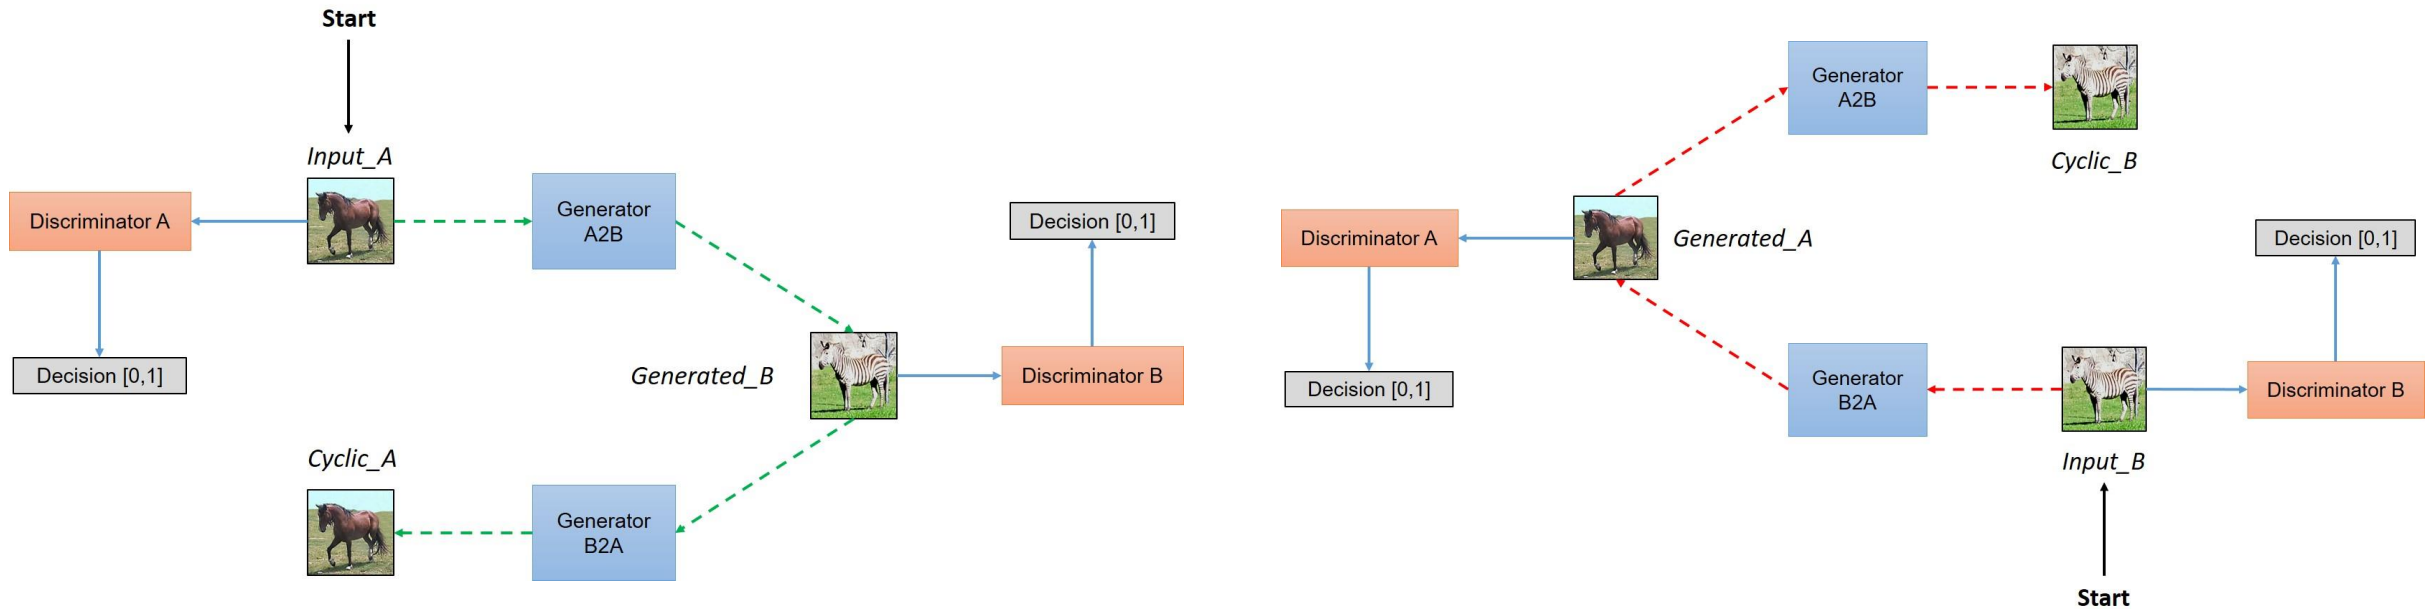 Start
Input_A
Discriminator A
Generator
A2B
Decision [0,1]
Decision [0,1]
Generated_B
Discriminator B
Cyclic_A
Generator
B2A
Generator
A2B
Cyclic_B
Discriminator A
Generated_A
Decision [0,1]
Decision [0,1]
Generator
B2A
Discriminator B
Input_B
Start